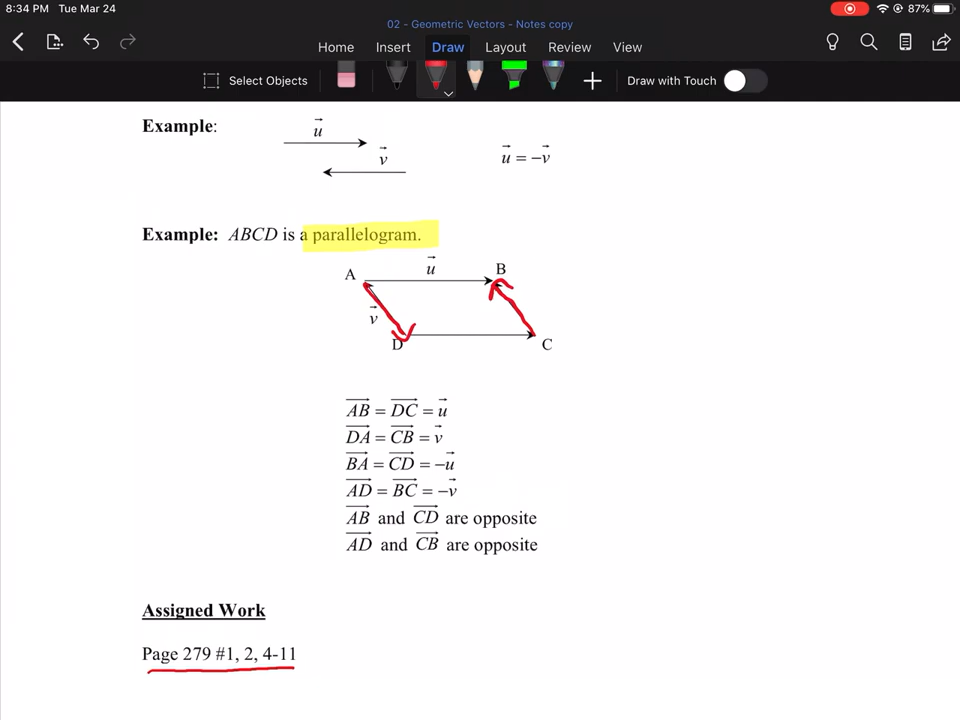 8:34 PM Tue Mar 24
87%
02 - Geometric Vectors - Notes copy
Home Insert Draw Layout Review View
Select Objects
Draw with Touch
Example:
u
v
u = −v
Example: ABCD is a parallelogram.
A
u
B
v
D
C
AB = DC = u
DA = CB = v
BA = CD = −u
AD = BC = −v
AB and CD are opposite
AD and CB are opposite
Assigned Work
Page 279 #1, 2, 4-11